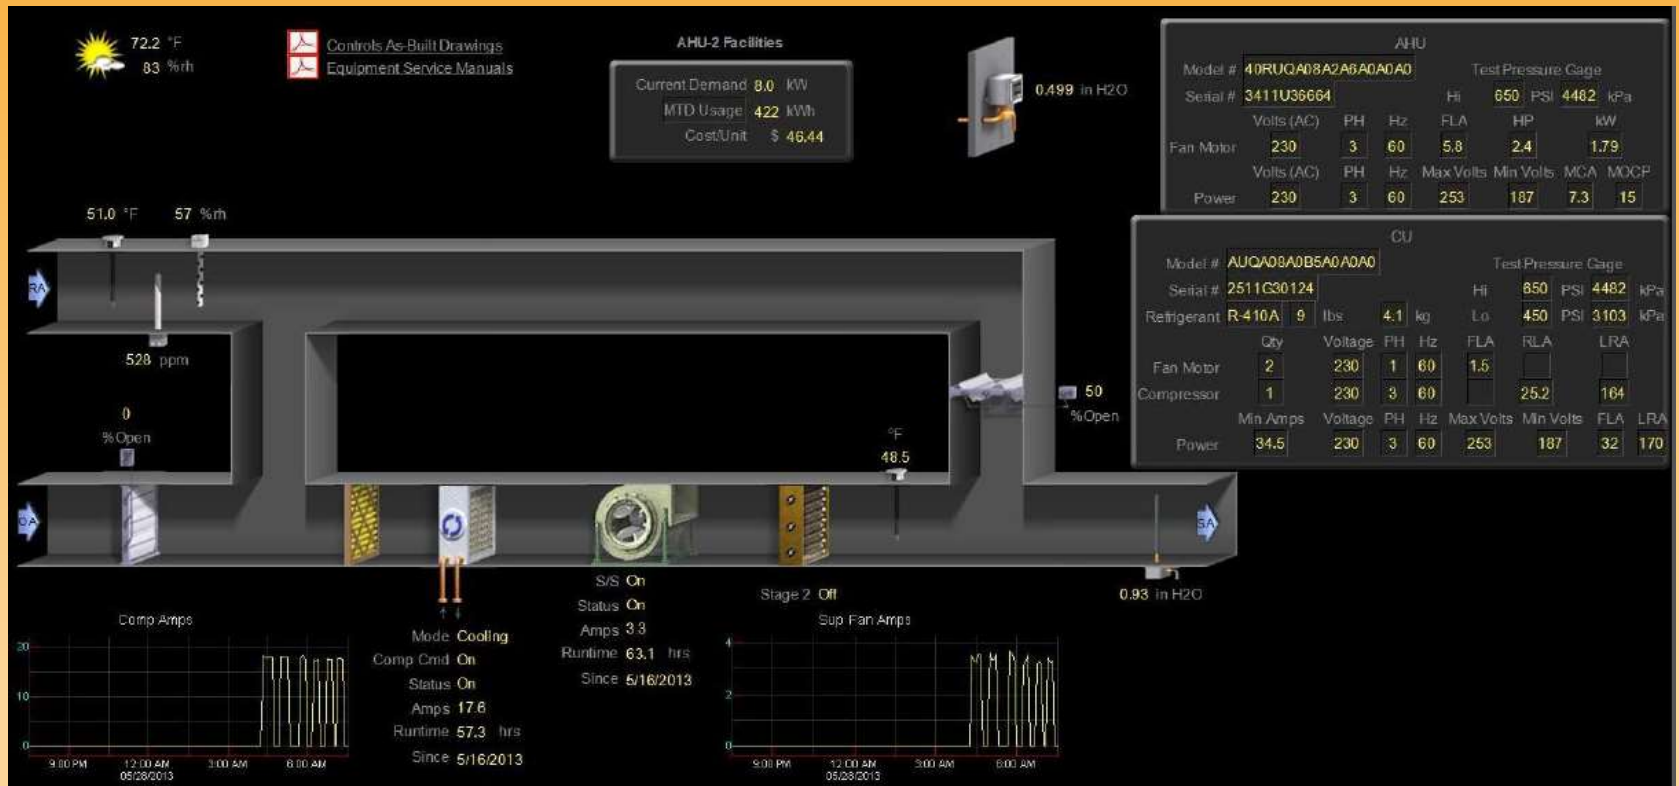 72.2 °F
83 %rh
Controls As-Built Drawings
Equipment Service Manuals
AHU-2 Facilities
Current Demand 8.0 kW
MTD Usage 422 kWh
Cost/Unit $ 46.44
0.499 in H2O
AHU
Model # 40RUQA08A2A6A0A0A0 Test Pressure Gage
Serial # 3411U36664 Hi 650 PSI 4482 kPa
Volts (AC) PH Hz FLA HP kW
Fan Motor 230 3 60 5.8 2.4 1.79
Volts (AC) PH Hz Max Volts Min Volts MCA MOCP
Power 230 3 60 253 187 7.3 15
CU
Model # AUQA08A0B5A0A0A0 Test Pressure Gage
Serial # 2511G30124 Hi 650 PSI 4482 kPa
Refrigerant R-410A 9 lbs 4.1 kg Lo 450 PSI 3103 kPa
Qty Voltage PH Hz FLA RLA LRA
Fan Motor 2 230 1 60 1.5
Compressor 1 230 3 60 25.2 164
Min Amps Voltage PH Hz Max Volts Min Volts FLA LRA
Power 34.5 230 3 60 253 187 32 170
51.0 °F 57 %rh
RA
528 ppm
0
%Open
50
%Open
°F
48.5
OA
SA
0.93 in H2O
S/S On
Status On
Amps 3.3
Runtime 63.1 hrs
Since 5/16/2013
Stage 2 Off
Mode Cooling
Comp Cmd On
Status On
Amps 17.6
Runtime 57.3 hrs
Since 5/16/2013
Comp Amps
20
10
0
9:00 PM 12:00 AM 3:00 AM 6:00 AM
05/28/2013
Sup Fan Amps
4
2
0
9:00 PM 12:00 AM 3:00 AM 6:00 AM
05/28/2013